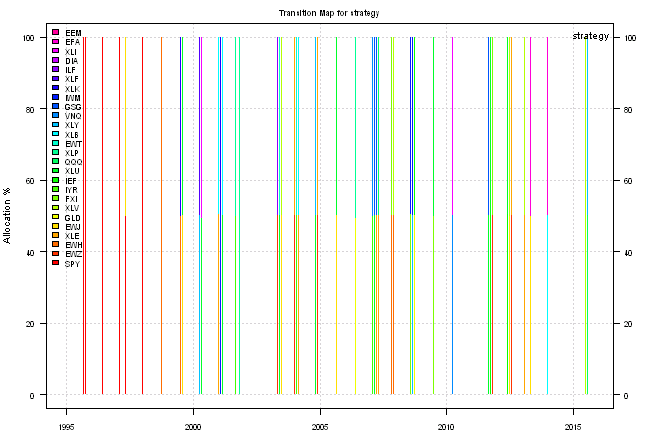 Transition Map for strategy
strategy
100
80
60
40
20
0
Allocation %
EEM
EFA
XLI
DIA
ILF
XLF
XLK
IWM
GSG
VNQ
XLY
XLB
EWT
XLP
QQQ
XLU
IEF
IYR
FXI
XLV
GLD
EWJ
XLE
EWH
EWZ
SPY
100
80
60
40
20
0
1995
2000
2005
2010
2015